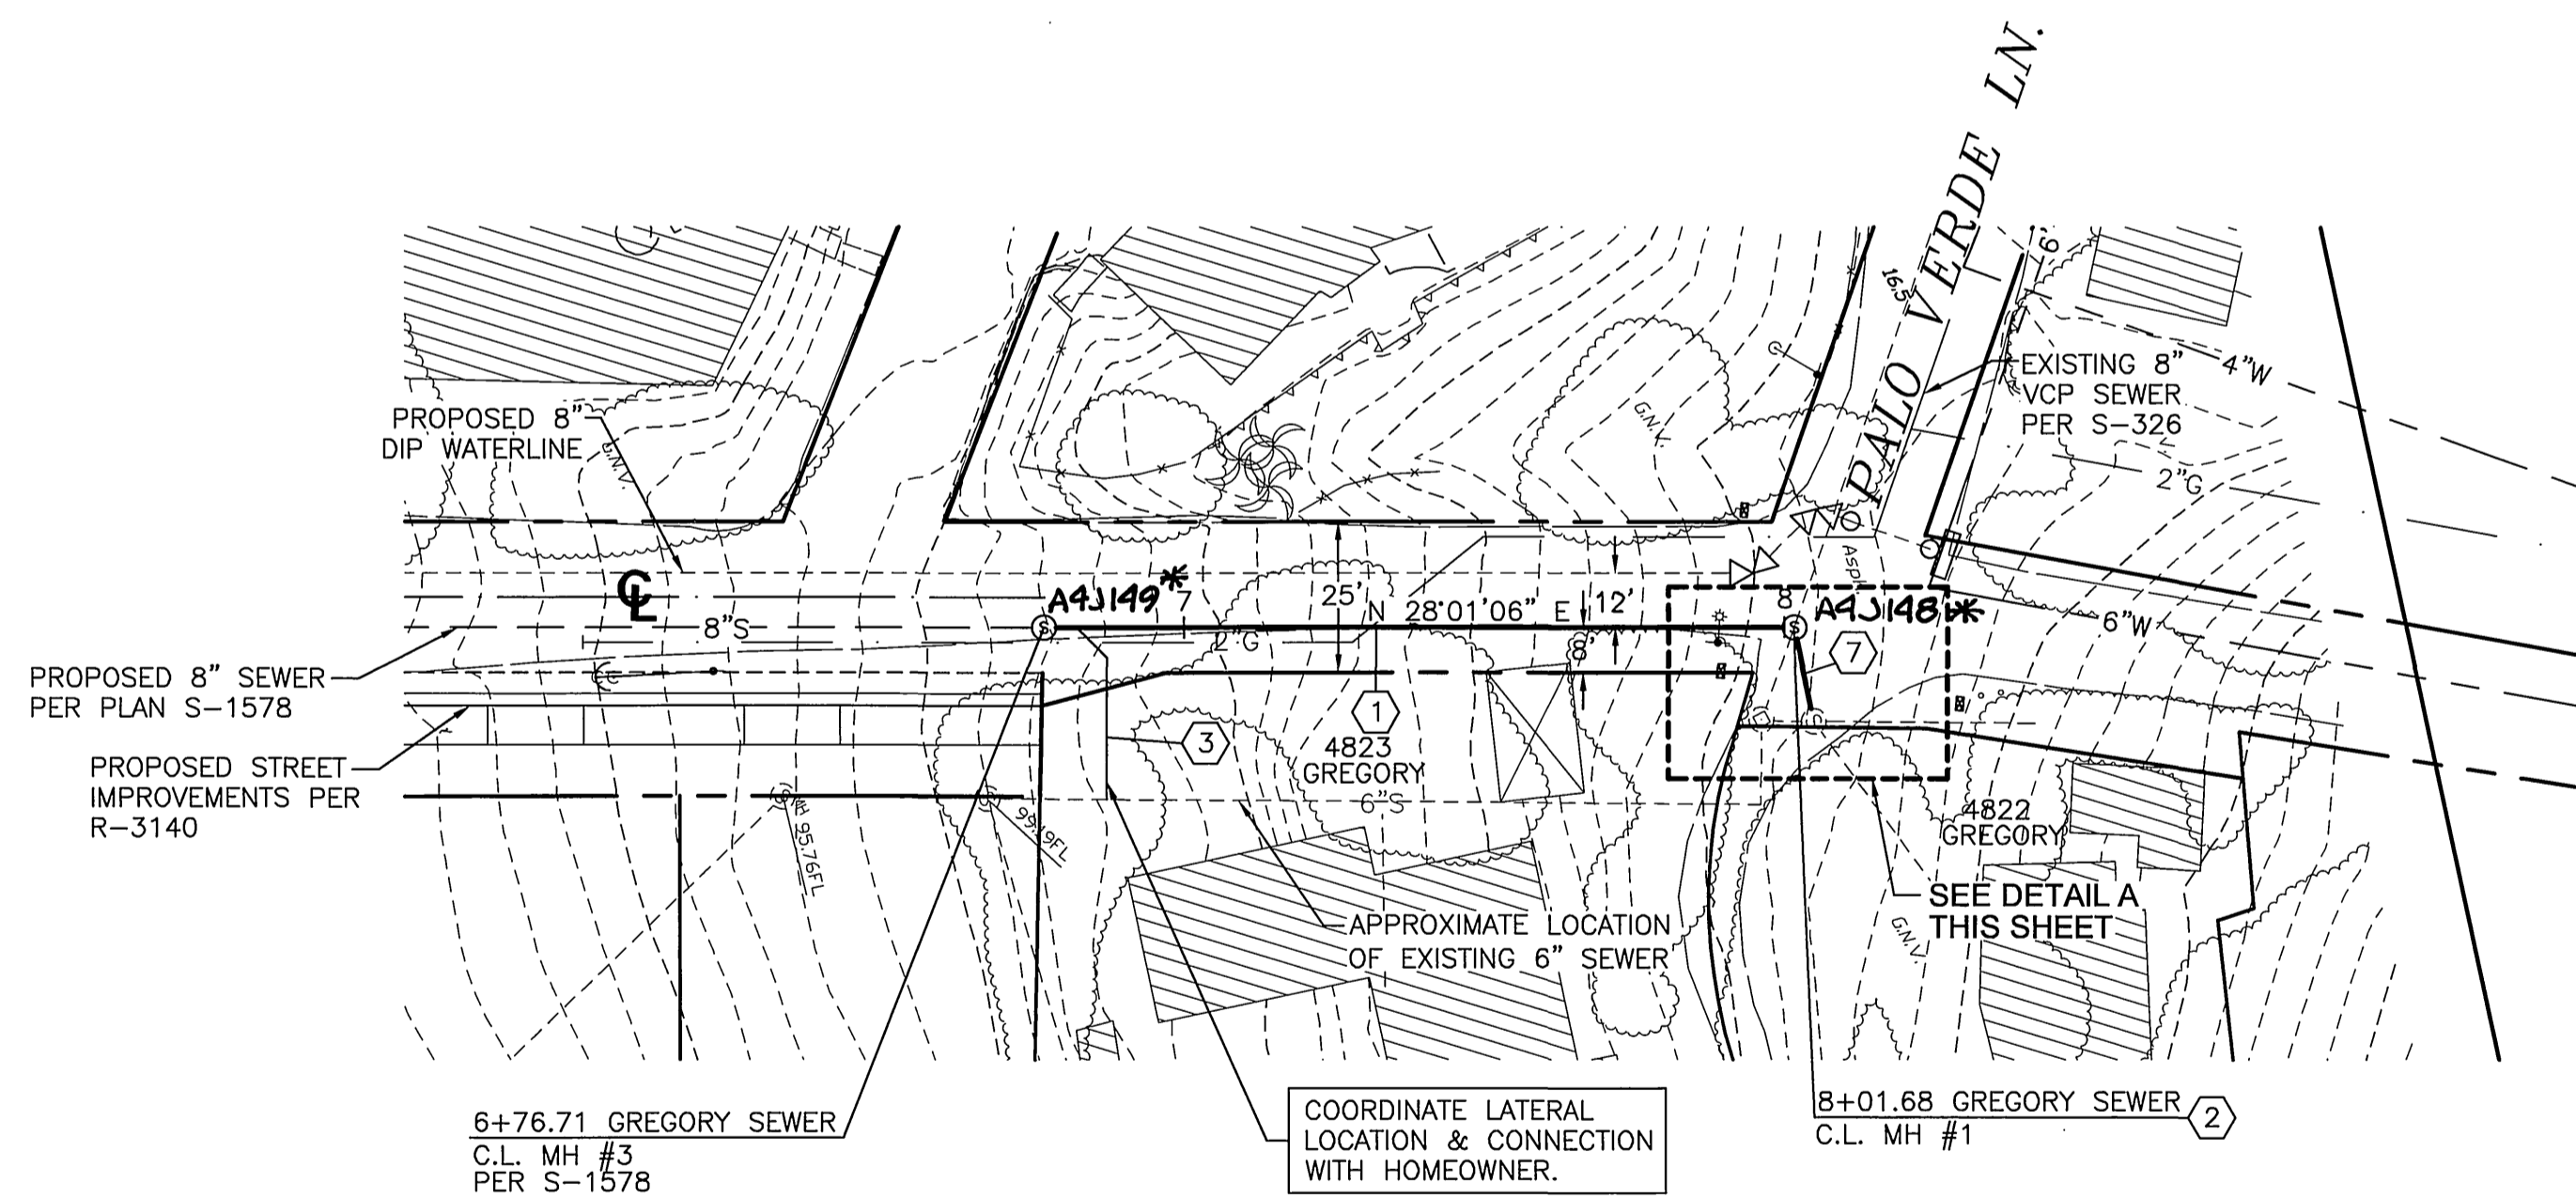 PALO VERDE LN.
16.5'
6'
EXISTING 8"
VCP SEWER
PER S-326
4"W
2"G
PROPOSED 8"
DIP WATERLINE
G.N.V.
G.N.V.
A4J149*
7
25'
N 28°01'06" E
12'
8
A4J148*
8"S
2"G
8'
7
6"W
PROPOSED 8" SEWER
PER PLAN S-1578
1
3
4823
GREGORY
6"S
PROPOSED STREET
IMPROVEMENTS PER
R-3140
95.76FL
99.19FL
4822
GREGORY
SEE DETAIL A
THIS SHEET
G.N.V.
APPROXIMATE LOCATION
OF EXISTING 6" SEWER
6+76.71 GREGORY SEWER
C.L. MH #3
PER S-1578
COORDINATE LATERAL
LOCATION & CONNECTION
WITH HOMEOWNER.
8+01.68 GREGORY SEWER
2
C.L. MH #1